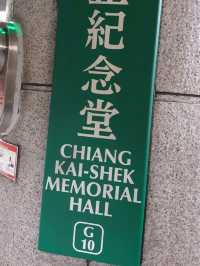 紀
念
堂
CHIANG
KAI-SHEK
MEMORIAL
HALL
G
10